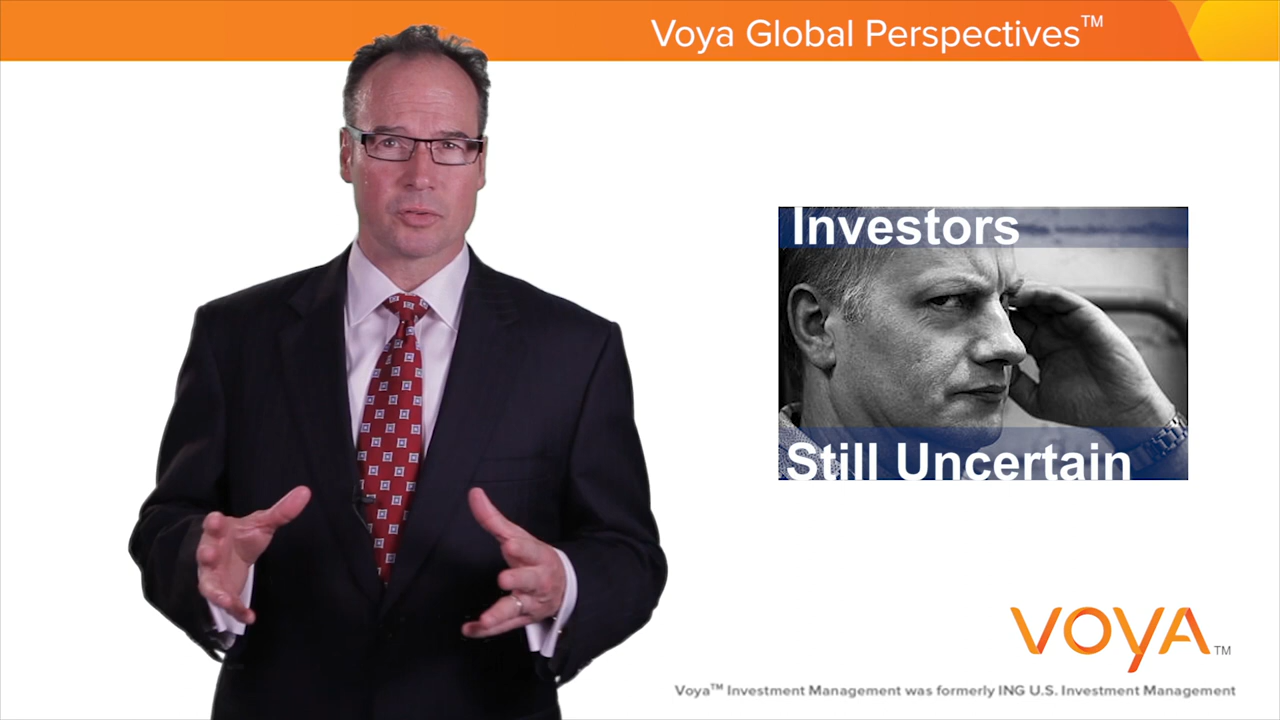 Voya Global Perspectives™
Investors
Still Uncertain
VOYA™
Voya™ Investment Management was formerly ING U.S. Investment Management